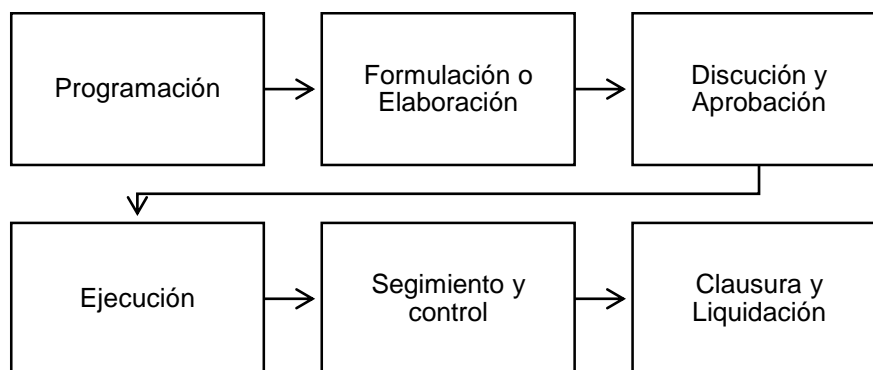 Programación
Formulación o
Elaboración
Discución y
Aprobación
Ejecución
Segimiento y
control
Clausura y
Liquidación